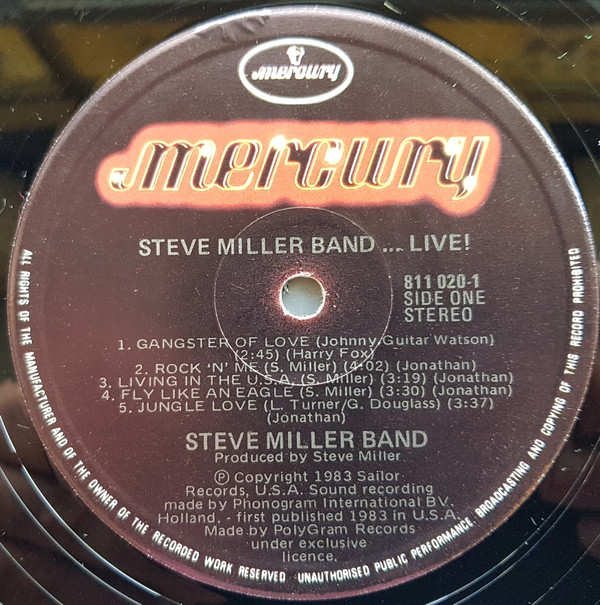 mercury
mercury
STEVE MILLER BAND ... LIVE!
811 020-1
SIDE ONE
STEREO
1. GANGSTER OF LOVE (Johnny Guitar Watson)
(2:45) (Harry Fox)
2. ROCK 'N' ME (S. Miller) (4:02) (Jonathan)
3. LIVING IN THE U.S.A. (S. Miller) (3:19) (Jonathan)
4. FLY LIKE AN EAGLE (S. Miller) (3:30) (Jonathan)
5. JUNGLE LOVE (L. Turner/G. Douglass) (3:37)
(Jonathan)
STEVE MILLER BAND
Produced by Steve Miller
Ⓟ Copyright 1983 Sailor
Records, U.S.A. Sound recording
made by Phonogram International BV.
Holland. - first published 1983 in U.S.A.
Made by PolyGram Records
under exclusive
licence.
ALL RIGHTS OF THE MANUFACTURER AND OF THE OWNER OF THE RECORDED WORK RESERVED UNAUTHORISED PUBLIC PERFORMANCE, BROADCASTING AND COPYING OF THIS RECORD PROHIBITED